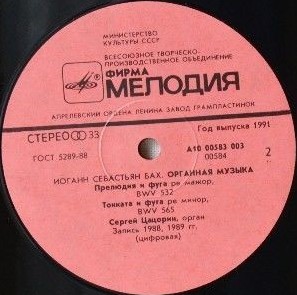 МИНИСТЕРСТВО
КУЛЬТУРЫ СССР
ВСЕСОЮЗНОЕ ТВОРЧЕСКО-
ПРОИЗВОДСТВЕННОЕ ОБЪЕДИНЕНИЕ
ФИРМА
МЕЛОДИЯ
АПРЕЛЕВСКИЙ ОРДЕНА ЛЕНИНА ЗАВОД ГРАМПЛАСТИНОК
СТЕРЕО 33
Год выпуска 1991
ГОСТ 5289-88
А10 00583 003
00584
2
ИОГАНН СЕБАСТЬЯН БАХ. ОРГАННАЯ МУЗЫКА
Прелюдия и фуга ре мажор,
BWV 532
Токката и фуга ре минор,
BWV 565
Сергей Цацорин, орган
Запись 1988, 1989 гг.
(цифровая)